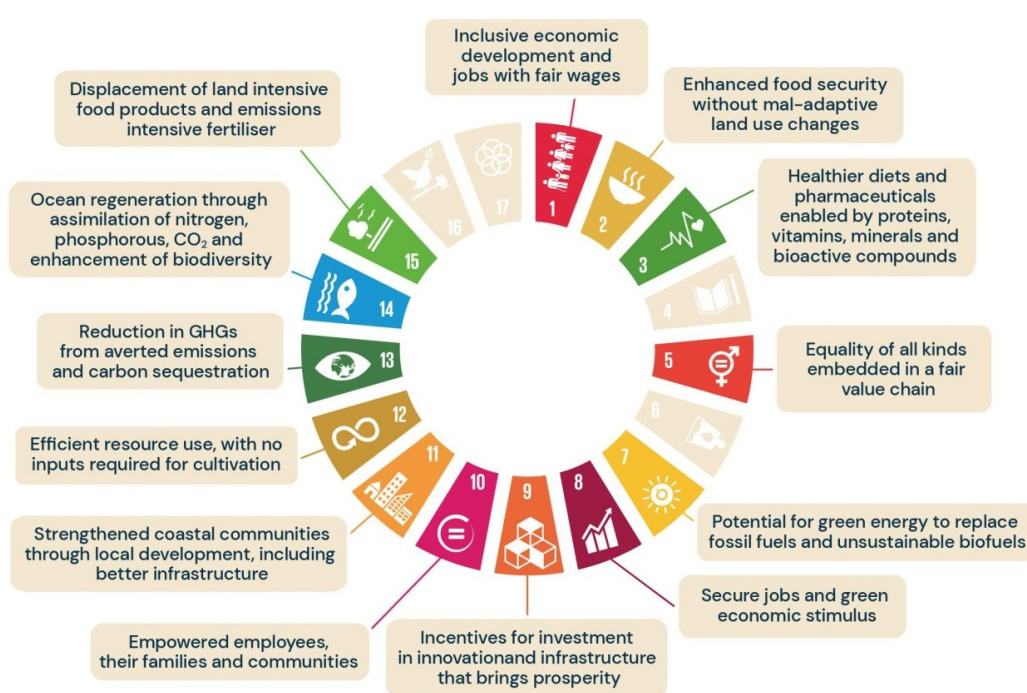 Inclusive economic
development and
jobs with fair wages
Enhanced food security
without mal-adaptive
land use changes
Healthier diets and
pharmaceuticals
enabled by proteins,
vitamins, minerals and
bioactive compounds
Equality of all kinds
embedded in a fair
value chain
Potential for green energy to replace
fossil fuels and unsustainable biofuels
Secure jobs and green
economic stimulus
Incentives for investment
in innovationand infrastructure
that brings prosperity
Empowered employees,
their families and communities
Strengthened coastal communities
through local development, including
better infrastructure
Efficient resource use, with no
inputs required for cultivation
Reduction in GHGs
from averted emissions
and carbon sequestration
Ocean regeneration through
assimilation of nitrogen,
phosphorous, CO₂ and
enhancement of biodiversity
Displacement of land intensive
food products and emissions
intensive fertiliser
1
2
3
4
5
6
7
8
9
10
11
12
13
14
15
16
17